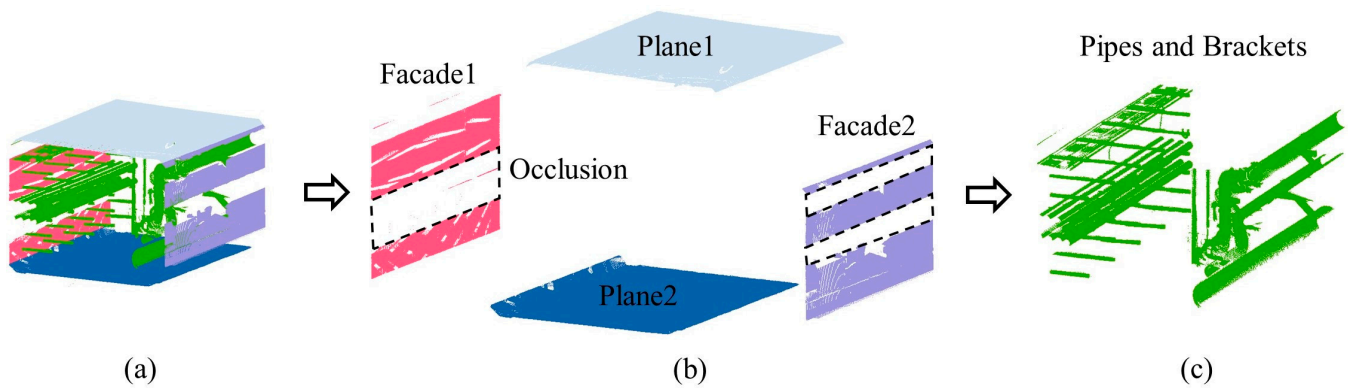 Plane1
Pipes and Brackets
Facade1
Facade2
Occlusion
Plane2
(a)
(b)
(c)